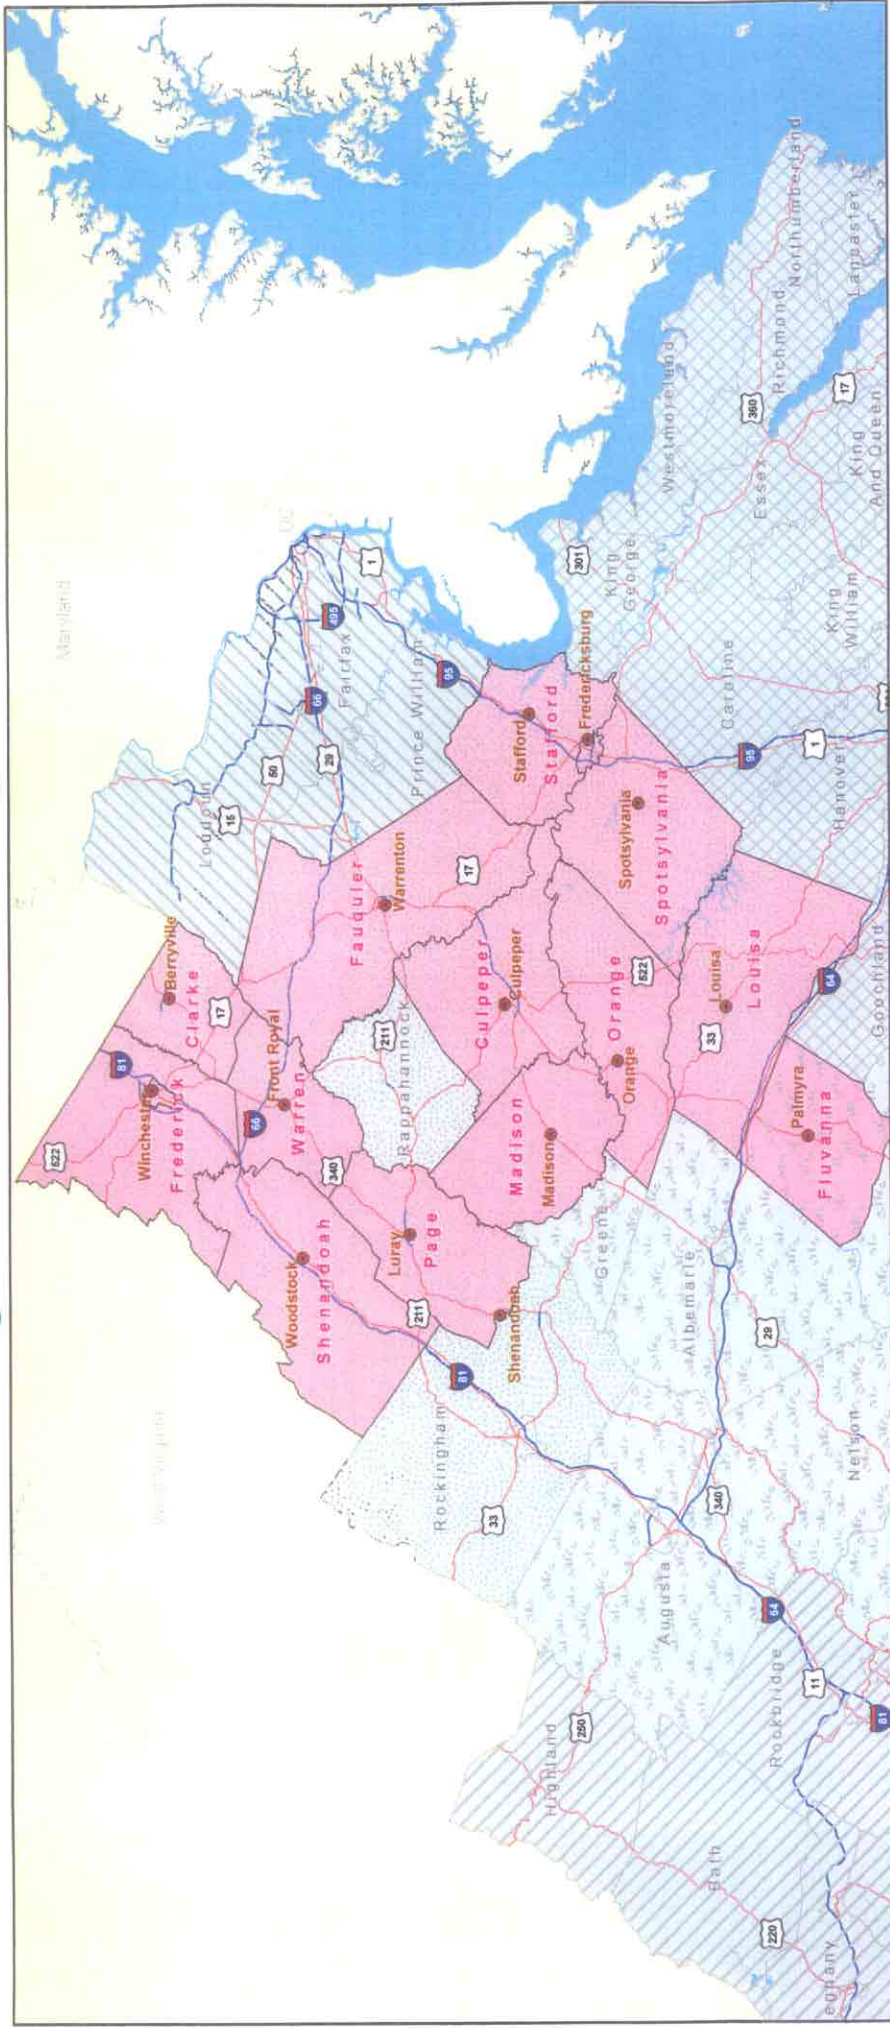 Maryland
DC
522
81
Winchester
Frederick
Berryville
Clarke
17
Loudoun
15
50
66
29
495
Fairfax
1
Prince William
95
66
Front Royal
Warren
340
Woodstock
Shenandoah
Luray
Page
211
Shenandoah
211
Rappahannock
Fauquier
Warrenton
17
Culpeper
Culpeper
Madison
Madison
Stafford
Stafford
Fredericksburg
301
King
George
Westmoreland
Spotsylvania
Spotsylvania
Orange
Orange
522
Greene
Rockingham
33
81
Louisa
Louisa
33
64
Palmyra
Fluvanna
Goochland
Hanover
Caroline
95
1
King
William
Essex
360
Richmond
Northumberland
Lancaster
17
King
And Queen
Albemarle
29
Nelson
340
Augusta
64
Rockbridge
11
81
Highland
250
Bath
220
eghany